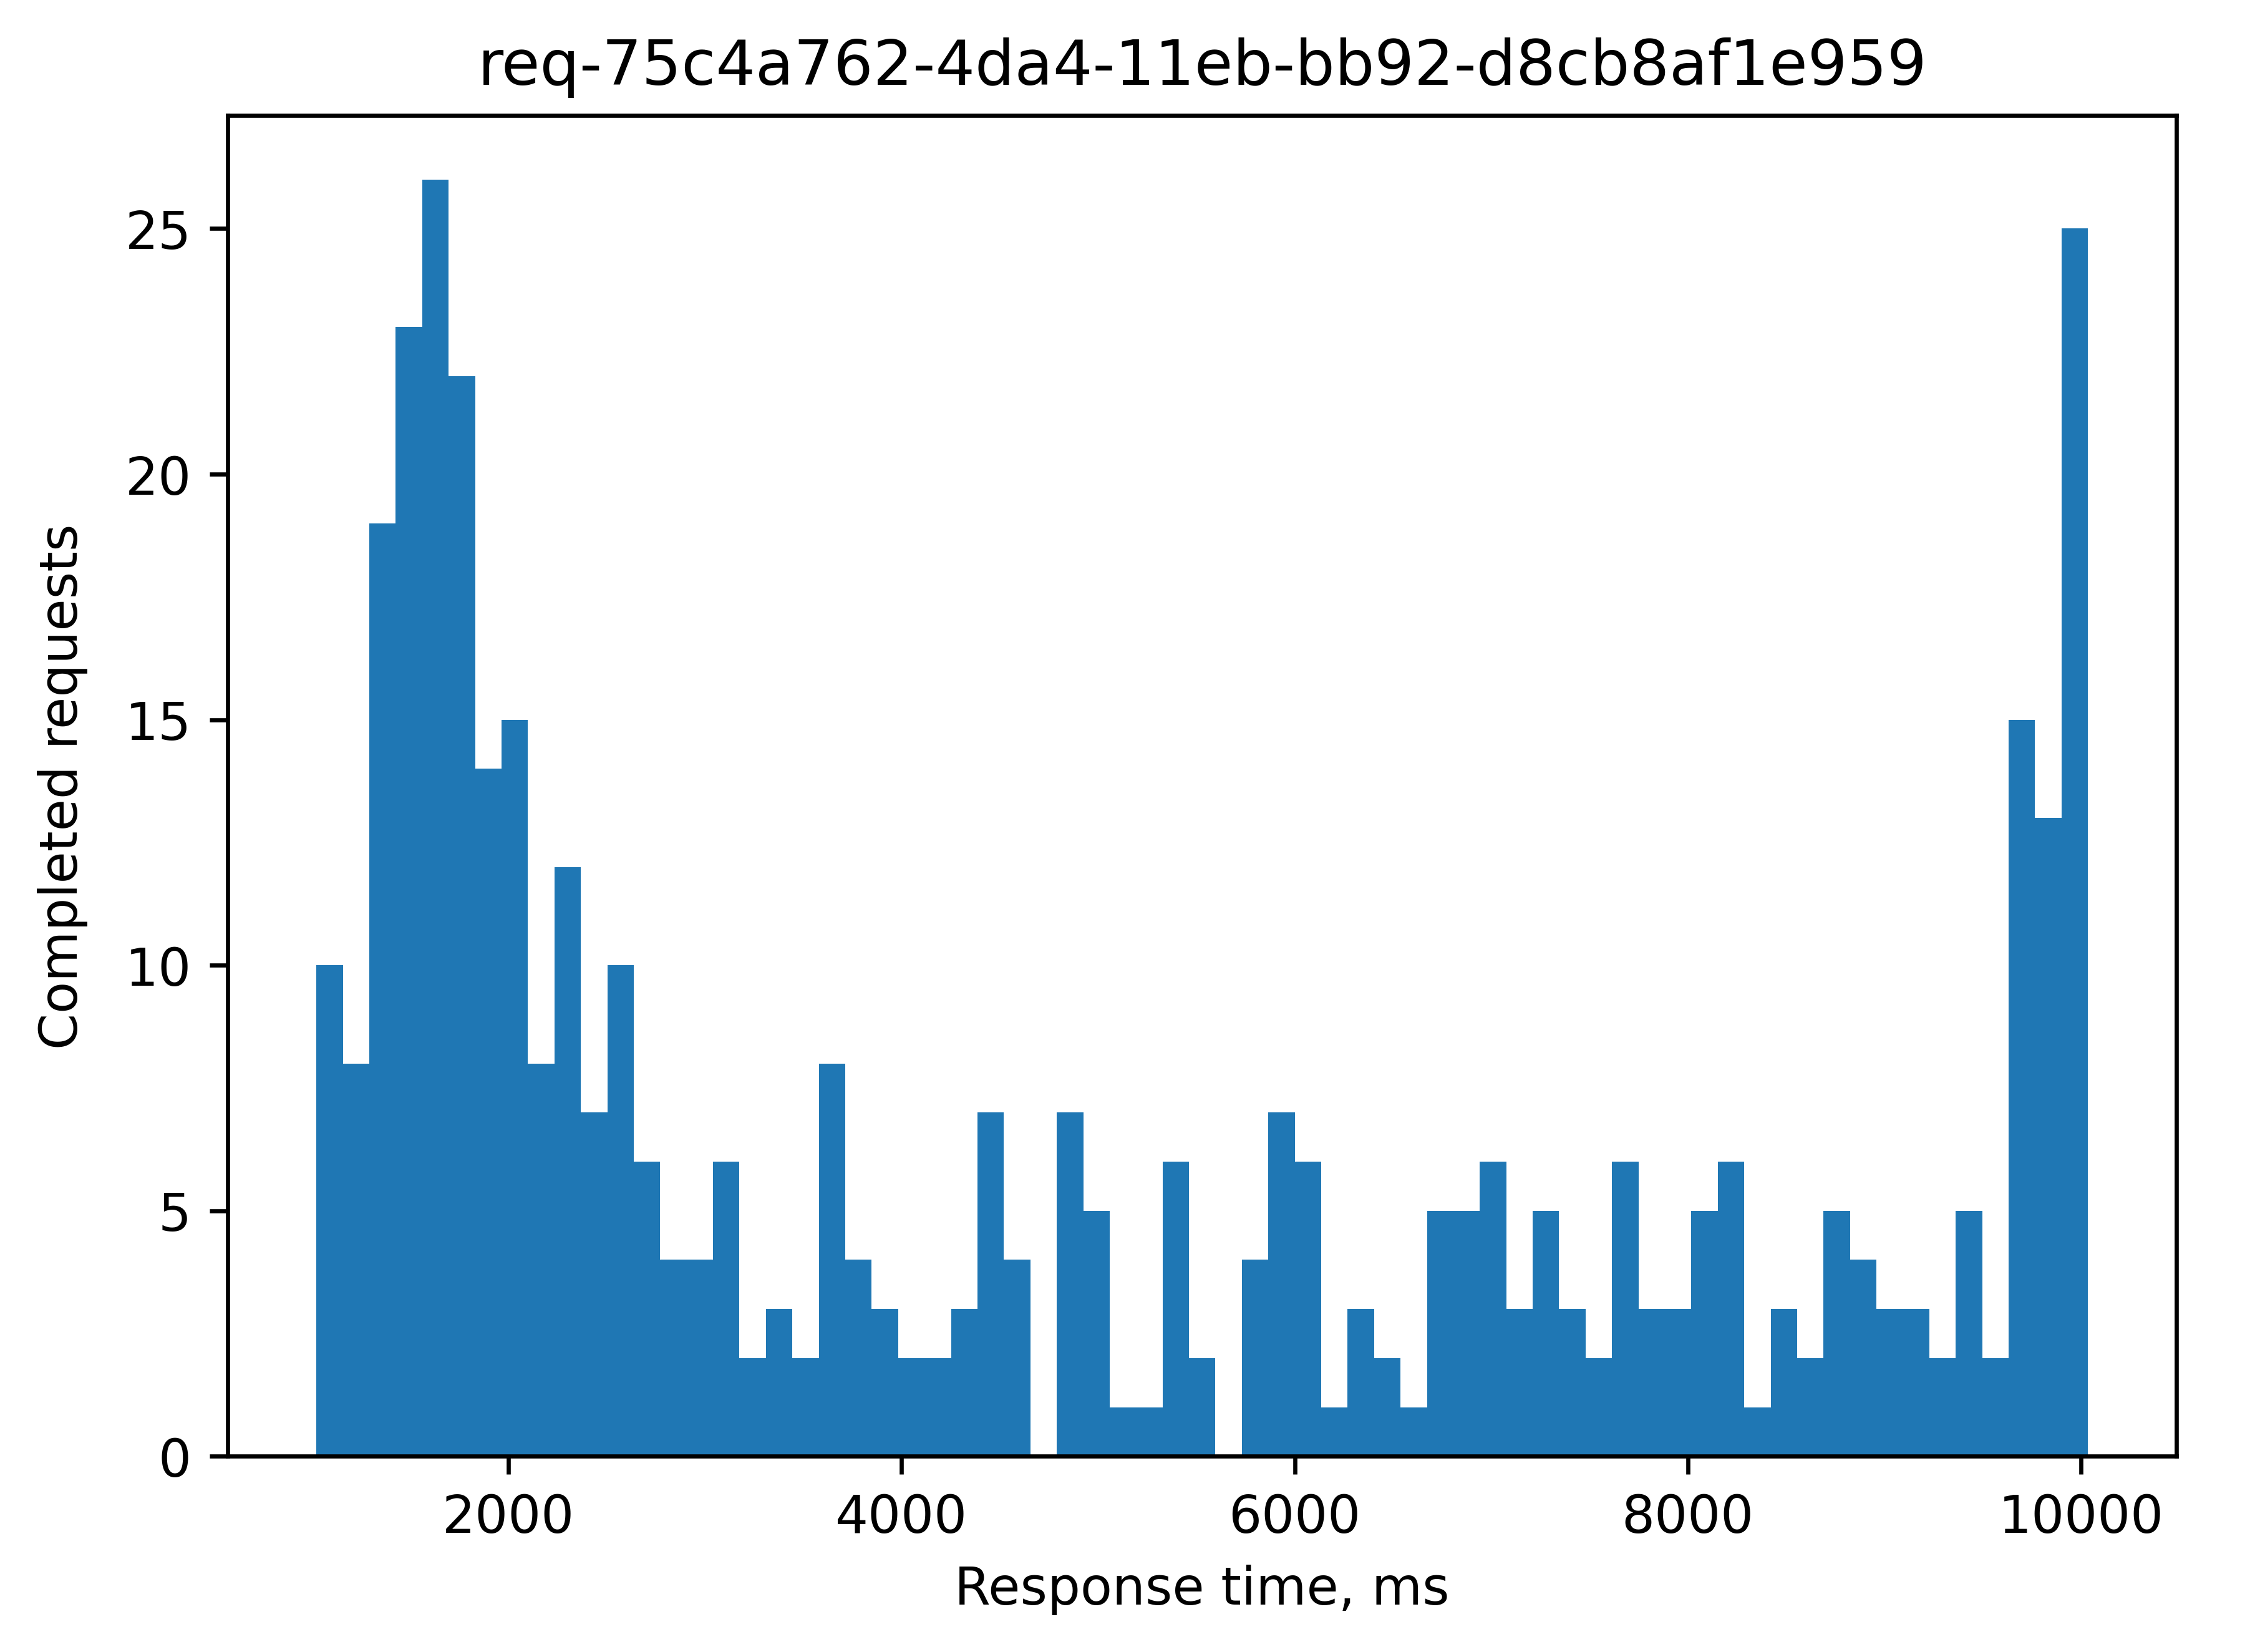 req-75c4a762-4da4-11eb-bb92-d8cb8af1e959
25
20
15
10
5
0
Completed requests
2000 4000 6000 8000 10000
Response time, ms